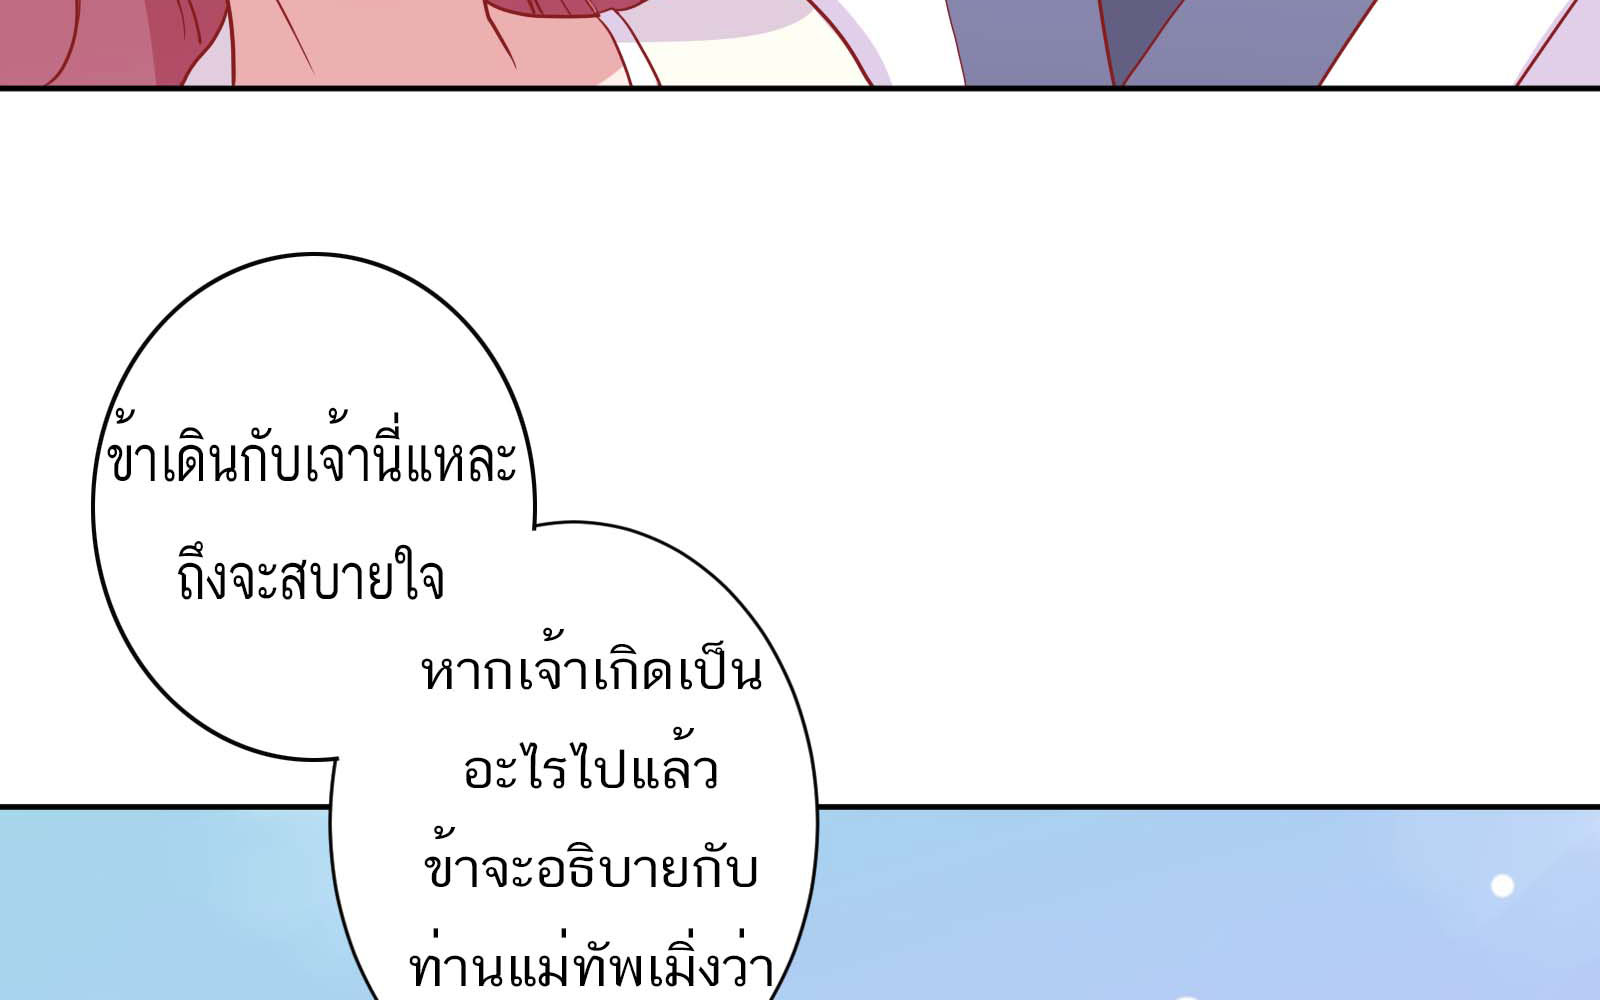 ข้าเดินกับเจ้านี่แหละ
ถึงจะสบายใจ
หากเจ้าเกิดเป็น
อะไรไปแล้ว
ข้าจะอธิบายกับ
ท่านแม่ทัพเมิ่งว่า